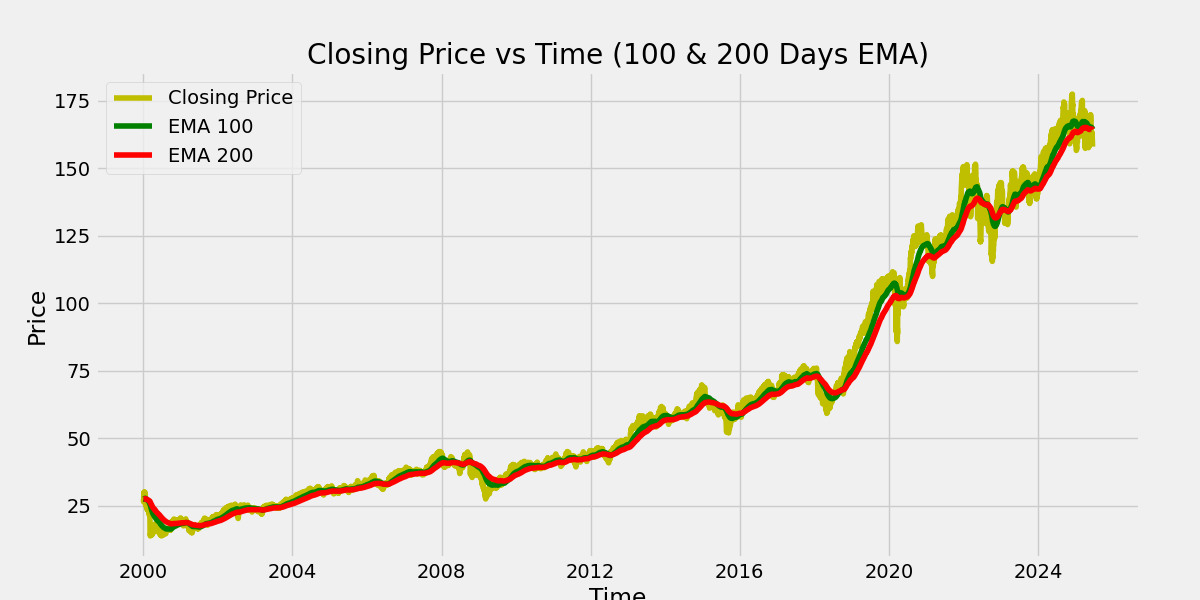 Closing Price vs Time (100 & 200 Days EMA)
Closing Price
EMA 100
EMA 200
Price
175
150
125
100
75
50
25
2000 2004 2008 2012 2016 2020 2024
Time